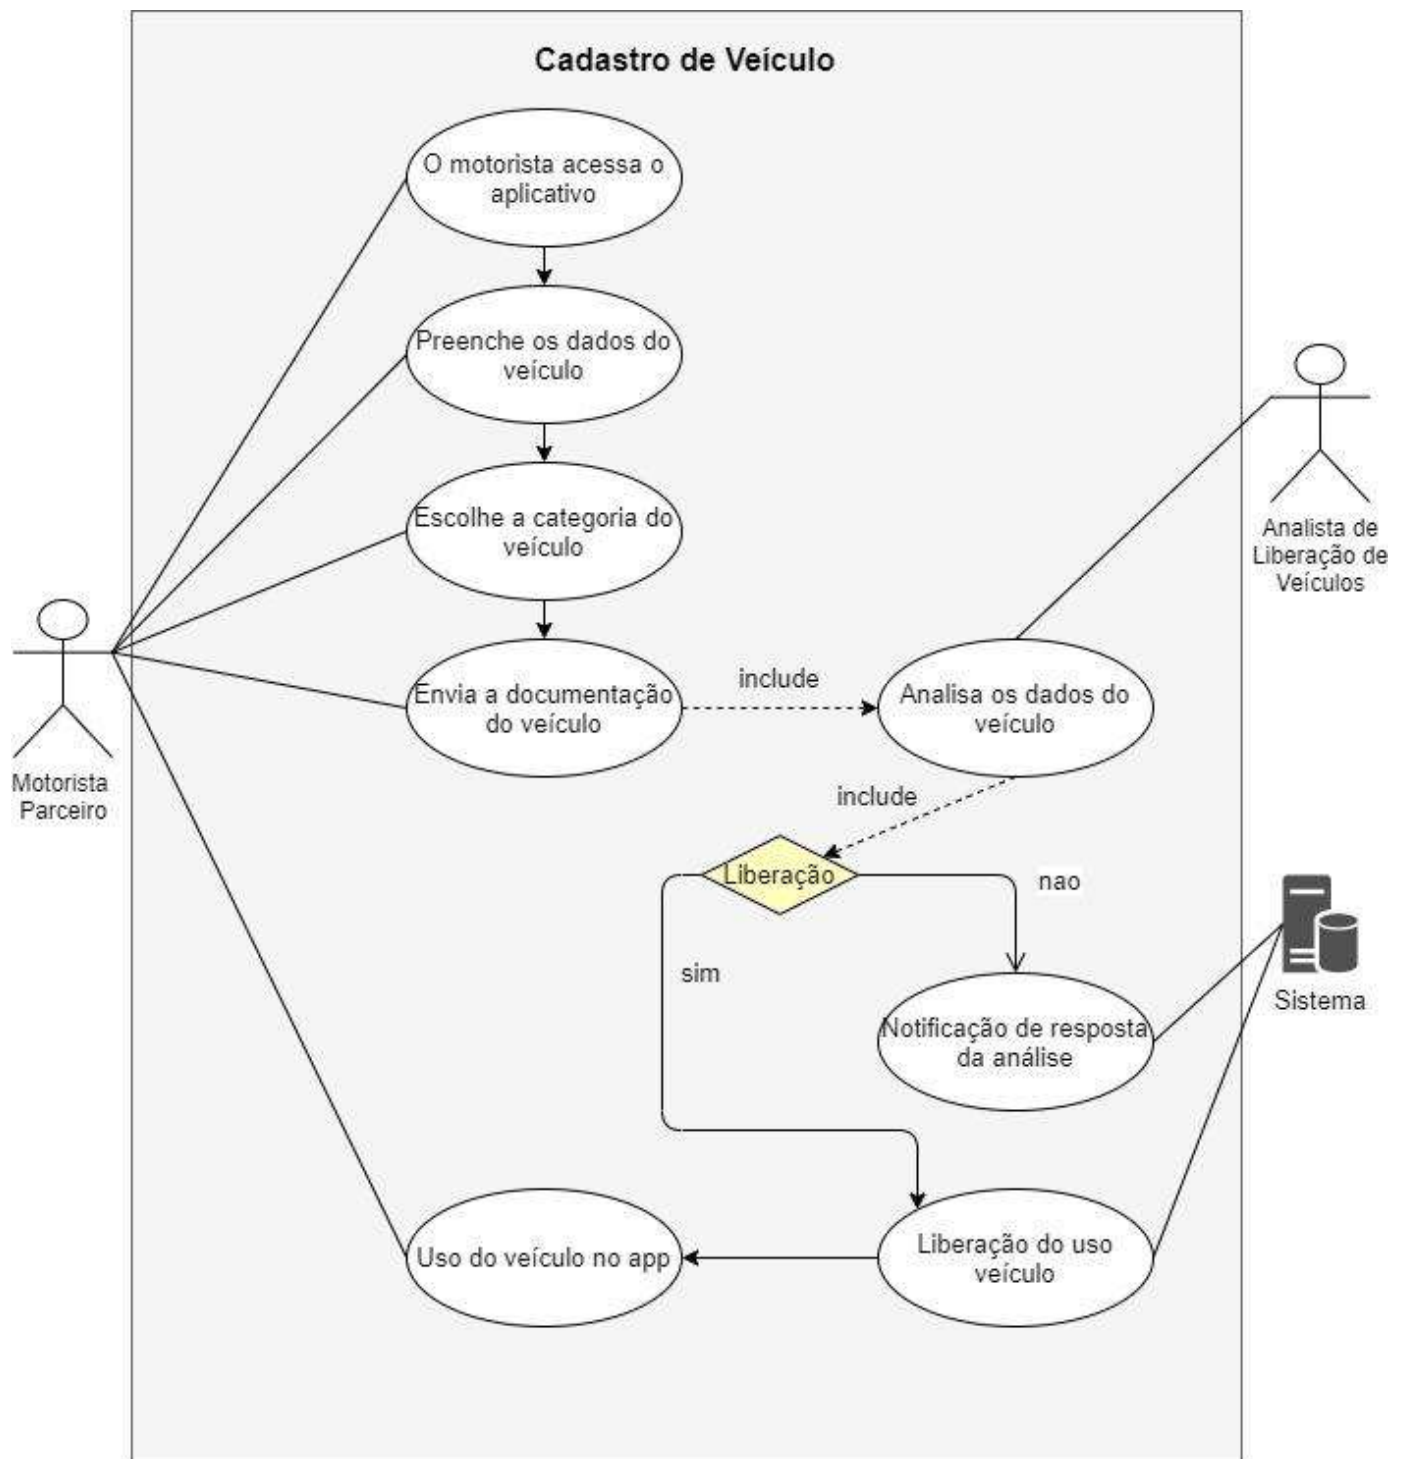 Cadastro de Veículo
O motorista acessa o
aplicativo
Preenche os dados do
veículo
Escolhe a categoria do
veículo
Analista de
Liberação de
Veículos
Envia a documentação
do veículo
include
Analisa os dados do
veículo
Motorista
Parceiro
include
Liberação
nao
sim
Sistema
Notificação de resposta
da análise
Uso do veículo no app
Liberação do uso
veículo